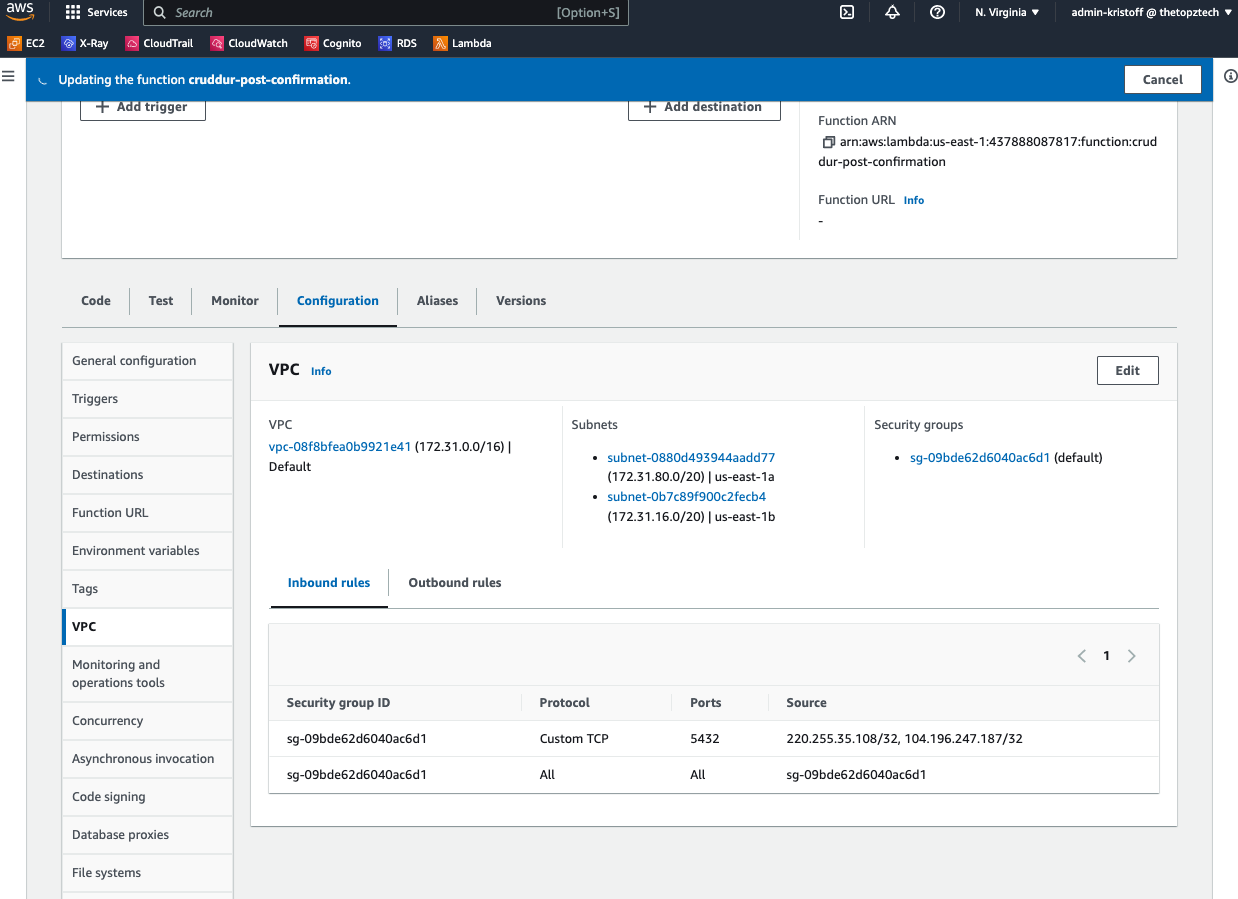 aws
Services
Search
[Option+S]
N. Virginia ▼
admin-kristoff @ thetopztech ▼
EC2
X-Ray
CloudTrail
CloudWatch
Cognito
RDS
Lambda
Updating the function cruddur-post-confirmation.
Cancel
+ Add trigger
+ Add destination
Function ARN
arn:aws:lambda:us-east-1:437888087817:function:crud
dur-post-confirmation
Function URL Info
-
Code
Test
Monitor
Configuration
Aliases
Versions
General configuration
Triggers
Permissions
Destinations
Function URL
Environment variables
Tags
VPC
Monitoring and
operations tools
Concurrency
Asynchronous invocation
Code signing
Database proxies
File systems
VPC Info
Edit
VPC
vpc-08f8bfea0b9921e41 (172.31.0.0/16) |
Default
Subnets
• subnet-0880d493944aadd77
(172.31.80.0/20) | us-east-1a
• subnet-0b7c89f900c2fecb4
(172.31.16.0/20) | us-east-1b
Security groups
• sg-09bde62d6040ac6d1 (default)
Inbound rules
Outbound rules
1
Security group ID Protocol Ports Source
sg-09bde62d6040ac6d1 Custom TCP 5432 220.255.35.108/32, 104.196.247.187/32
sg-09bde62d6040ac6d1 All All sg-09bde62d6040ac6d1